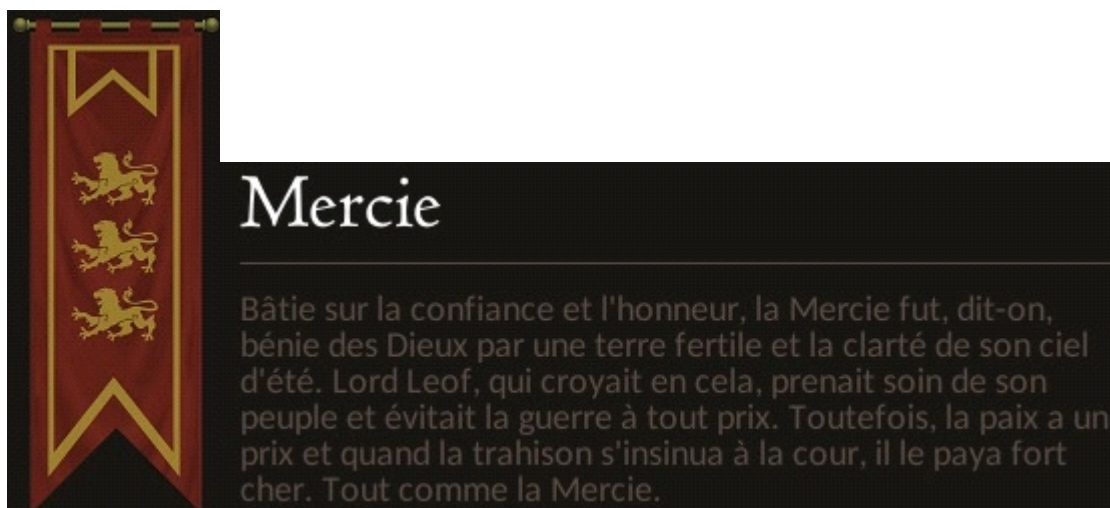 Mercie
Bâtie sur la confiance et l'honneur, la Mercie fut, dit-on,
bénie des Dieux par une terre fertile et la clarté de son ciel
d'été. Lord Leof, qui croyait en cela, prenait soin de son
peuple et évitait la guerre à tout prix. Toutefois, la paix a un
prix et quand la trahison s'insinua à la cour, il le paya fort
cher. Tout comme la Mercie.